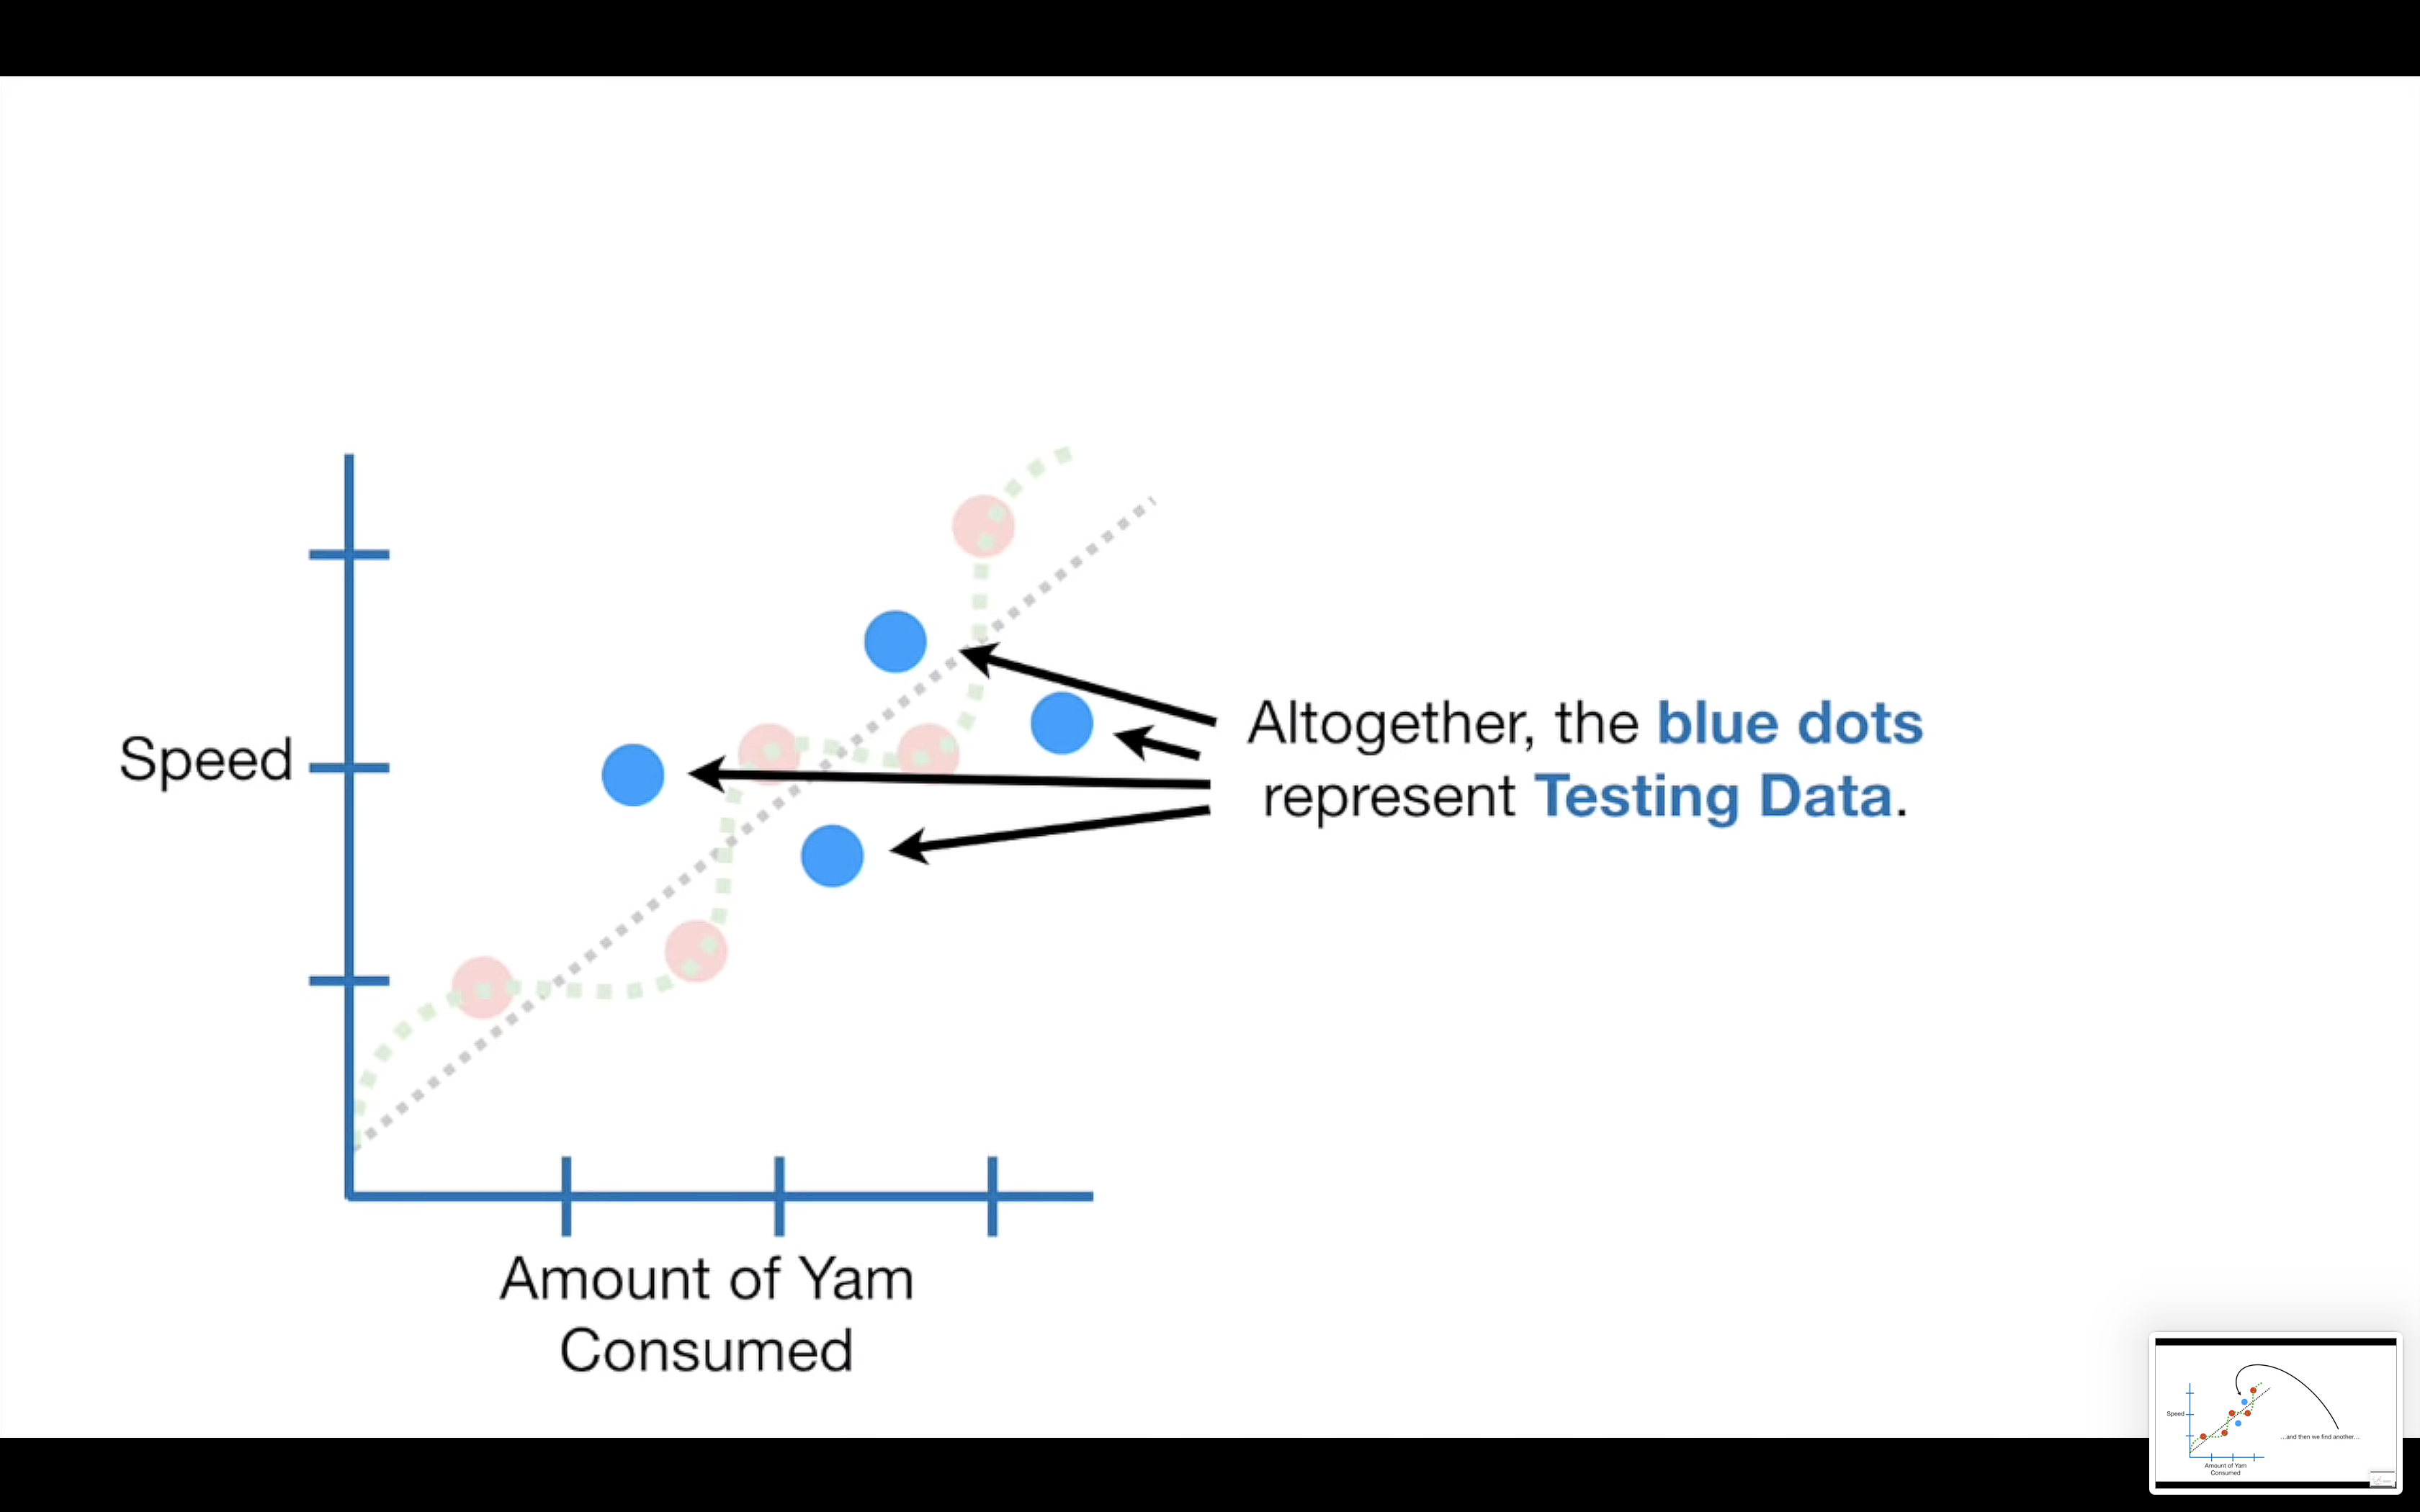 Speed
Altogether, the blue dots
represent Testing Data.
Amount of Yam
Consumed
Speed
...and then we find another...
Amount of Yam
Consumed